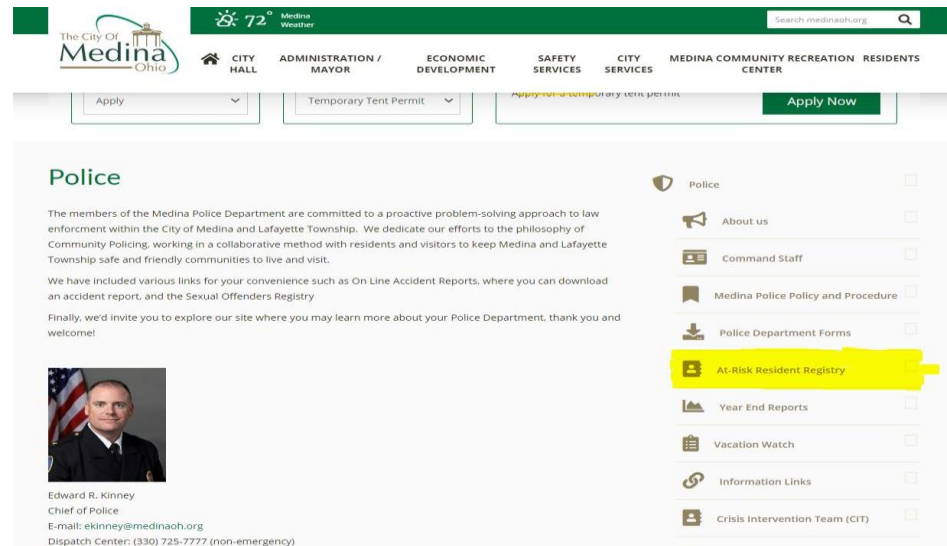 72° Medina Weather
Search medinaoh.org
The City Of
Medina
Ohio
CITY HALL
ADMINISTRATION / MAYOR
ECONOMIC DEVELOPMENT
SAFETY SERVICES
CITY SERVICES
MEDINA COMMUNITY RECREATION CENTER
RESIDENTS
Apply
Temporary Tent Permit
Apply for a temporary tent permit
Apply Now
Police
The members of the Medina Police Department are committed to a proactive problem-solving approach to law
enforcment within the City of Medina and Lafayette Township. We dedicate our efforts to the philosophy of
Community Policing, working in a collaborative method with residents and visitors to keep Medina and Lafayette
Township safe and friendly communities to live and visit.
We have included various links for your convenience such as On Line Accident Reports, where you can download
an accident report, and the Sexual Offenders Registry
Finally, we'd invite you to explore our site where you may learn more about your Police Department, thank you and
welcome!
Edward R. Kinney
Chief of Police
E-mail: ekinney@medinaoh.org
Dispatch Center: (330) 725-7777 (non-emergency)
Police
About us
Command Staff
Medina Police Policy and Procedure
Police Department Forms
At-Risk Resident Registry
Year End Reports
Vacation Watch
Information Links
Crisis Intervention Team (CIT)